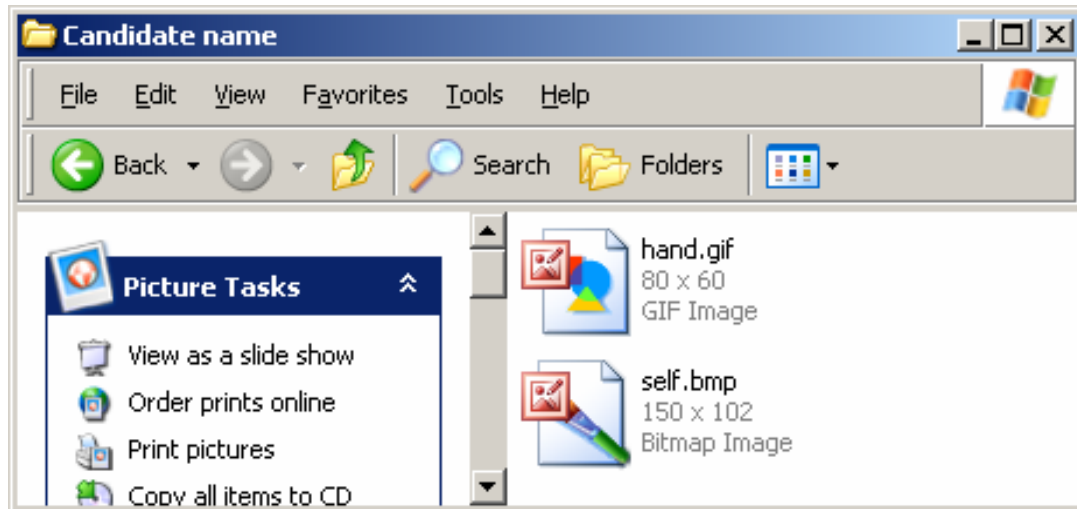 Candidate name
File Edit View Favorites Tools Help
Back Search Folders
Picture Tasks
View as a slide show
Order prints online
Print pictures
Copy all items to CD
hand.gif
80 x 60
GIF Image
self.bmp
150 x 102
Bitmap Image